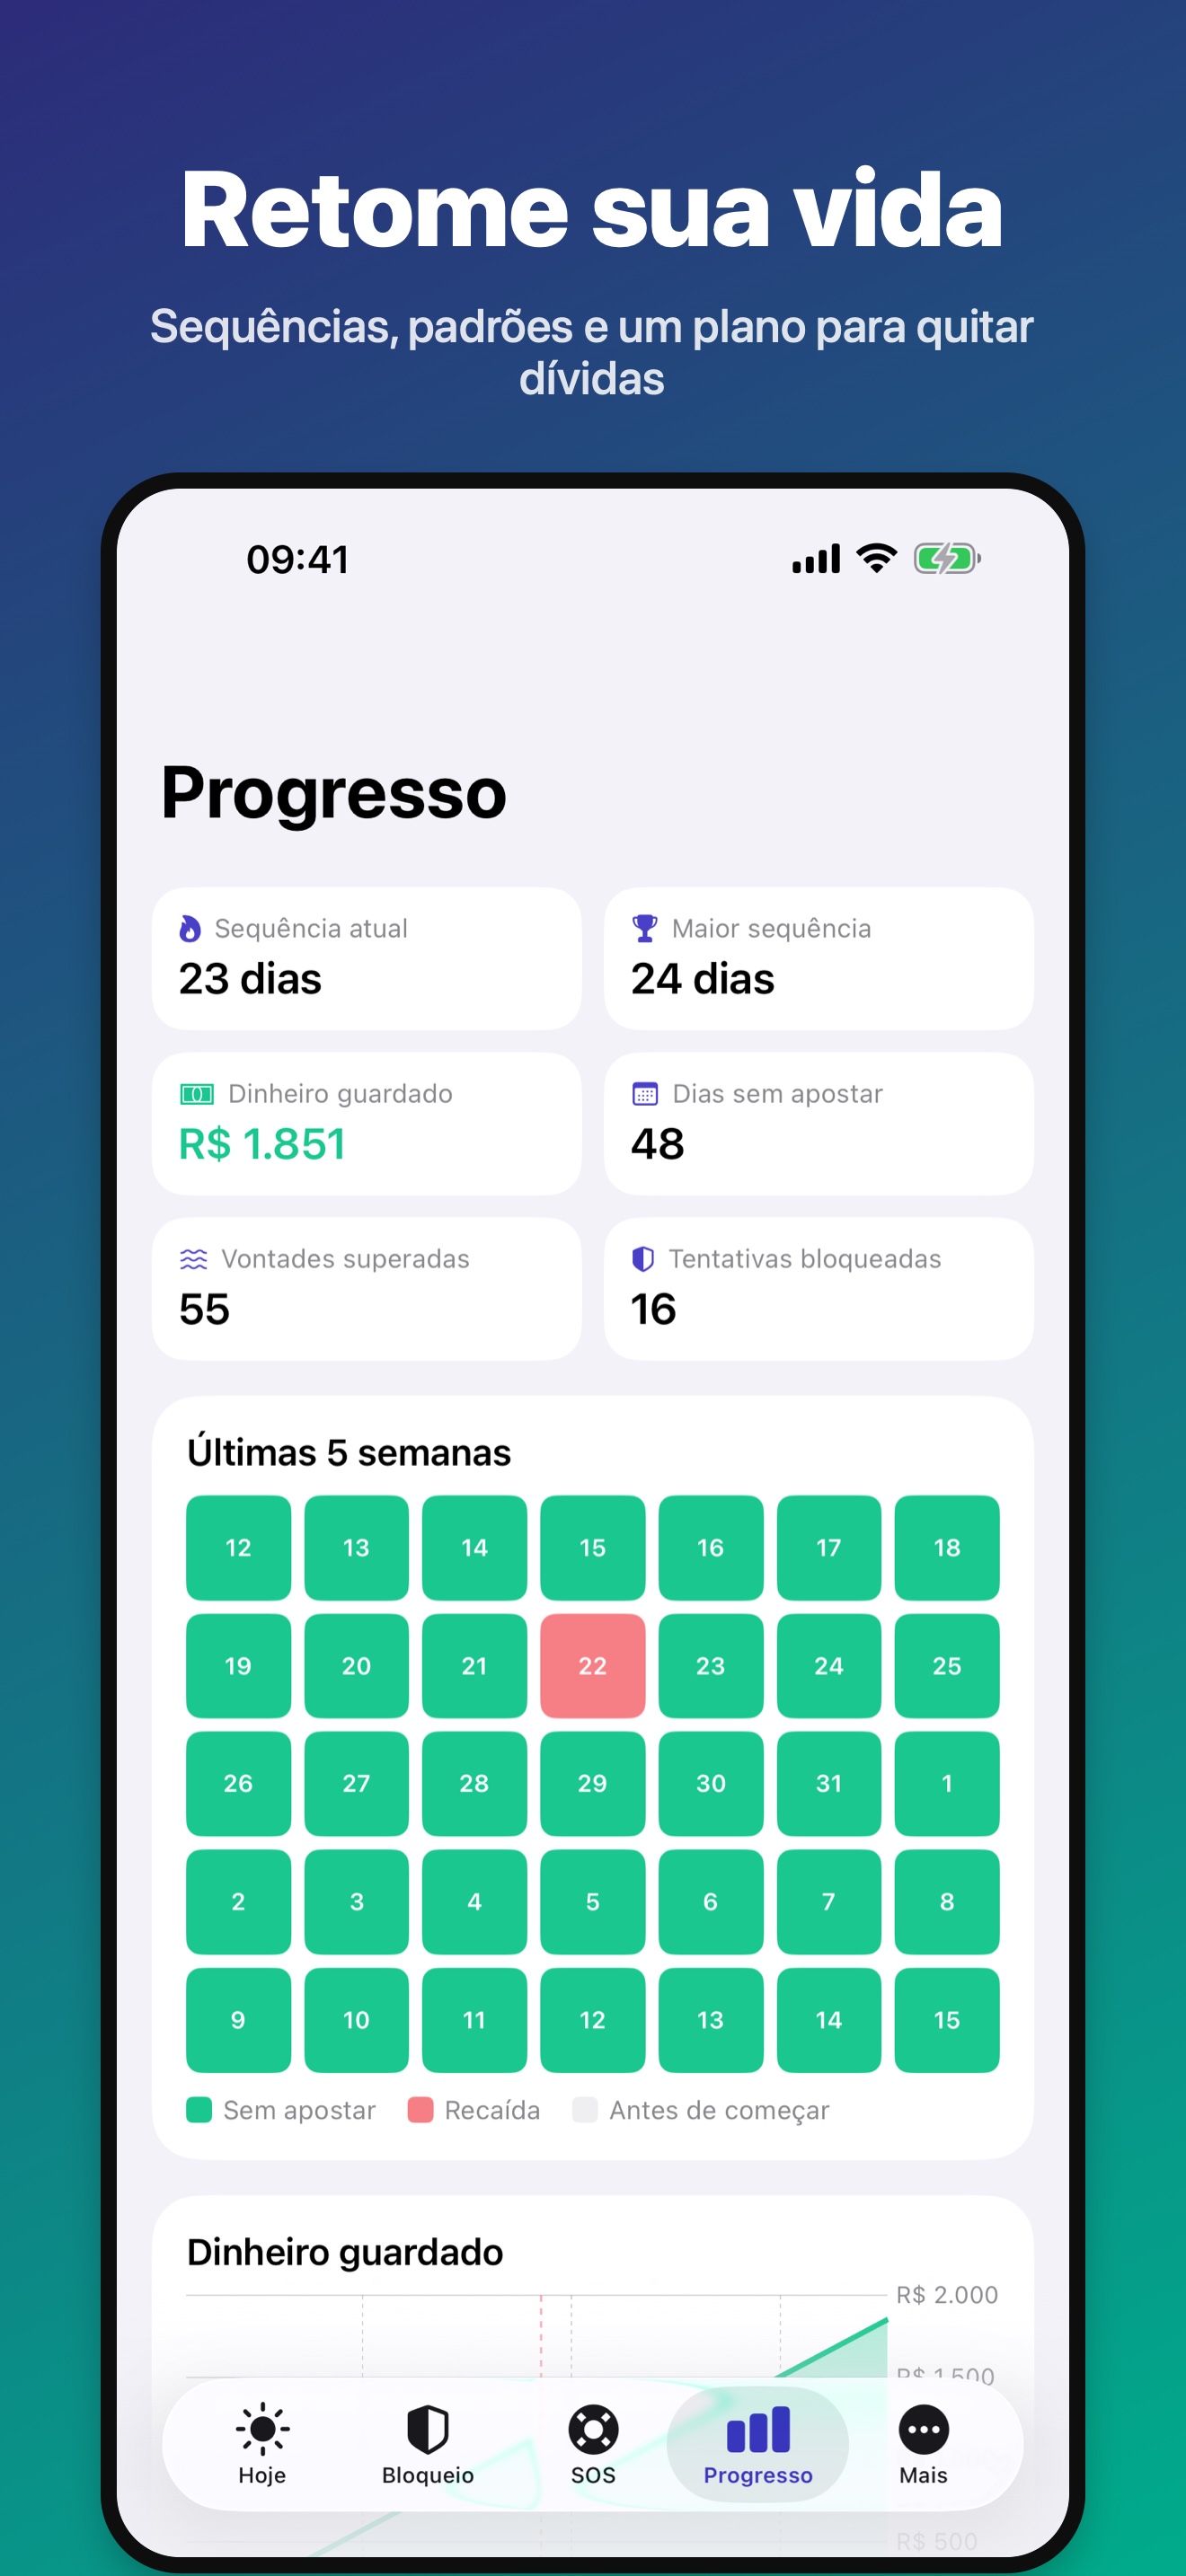 Retome sua vida
Sequências, padrões e um plano para quitar
dívidas
09:41
Progresso
Sequência atual
23 dias
Maior sequência
24 dias
Dinheiro guardado
R$ 1.851
Dias sem apostar
48
Vontades superadas
55
Tentativas bloqueadas
16
Últimas 5 semanas
12 13 14 15 16 17 18
19 20 21 22 23 24 25
26 27 28 29 30 31 1
2 3 4 5 6 7 8
9 10 11 12 13 14 15
Sem apostar Recaída Antes de começar
Dinheiro guardado
R$ 2.000
R$ 1.500
Hoje Bloqueio SOS Progresso Mais
R$ 500